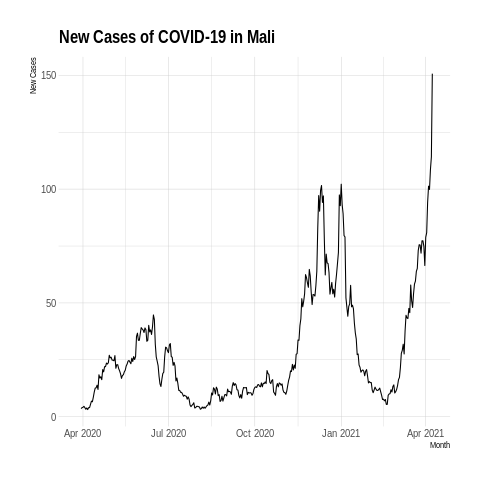 New Cases of COVID-19 in Mali
New Cases
150
100
50
0
Apr 2020
Jul 2020
Oct 2020
Jan 2021
Apr 2021
Month